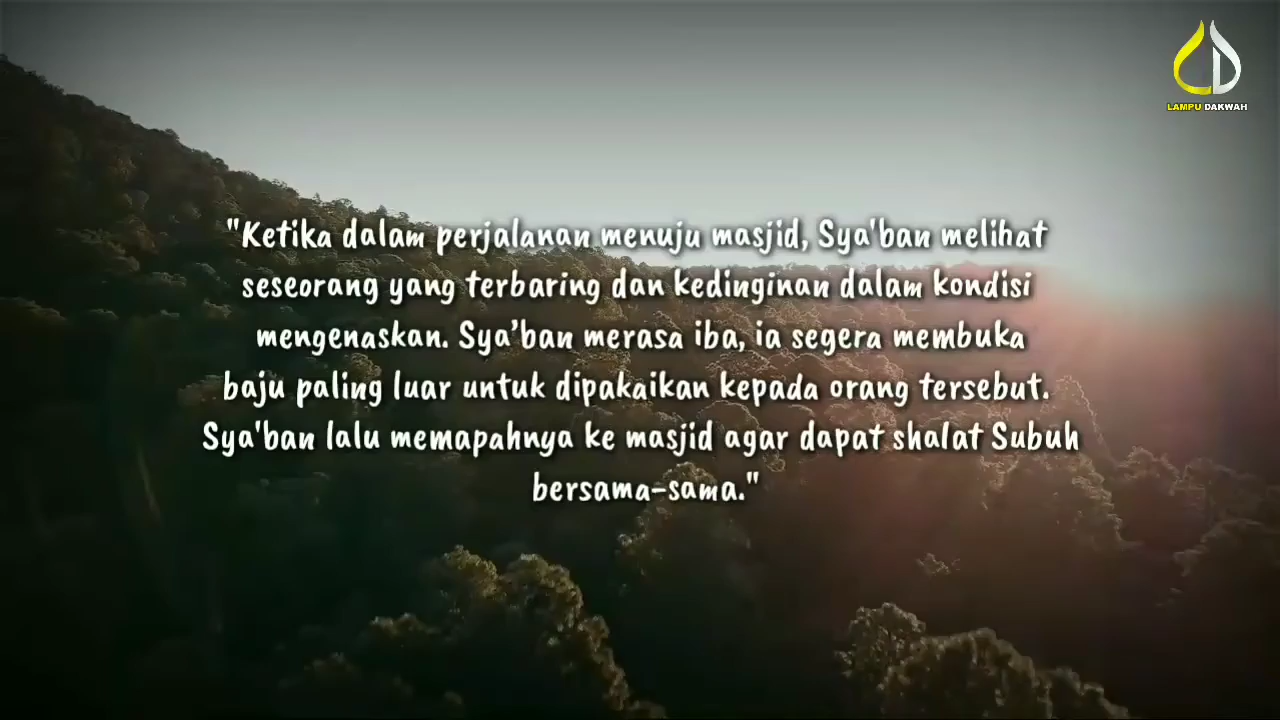 LAMPU DAKWAH
"Ketika dalam perjalanan menuju masjid, Sya'ban melihat
seseorang yang terbaring dan kedinginan dalam kondisi
mengenaskan. Sya’ban merasa iba, ia segera membuka
baju paling luar untuk dipakaikan kepada orang tersebut.
Sya'ban lalu memapahnya ke masjid agar dapat shalat Subuh
bersama-sama."